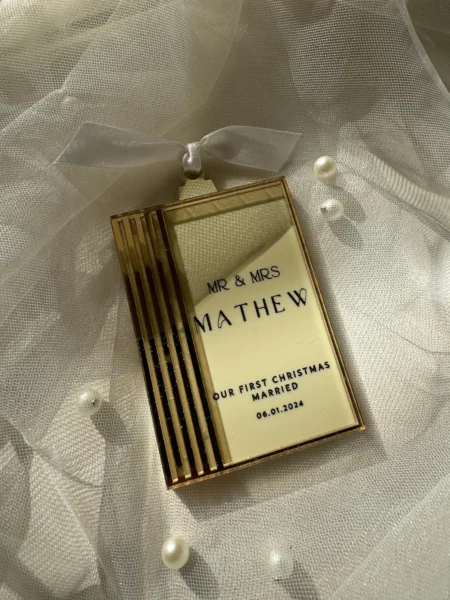 MR & MRS
MATHEW
OUR FIRST CHRISTMAS
MARRIED
06.01.2024